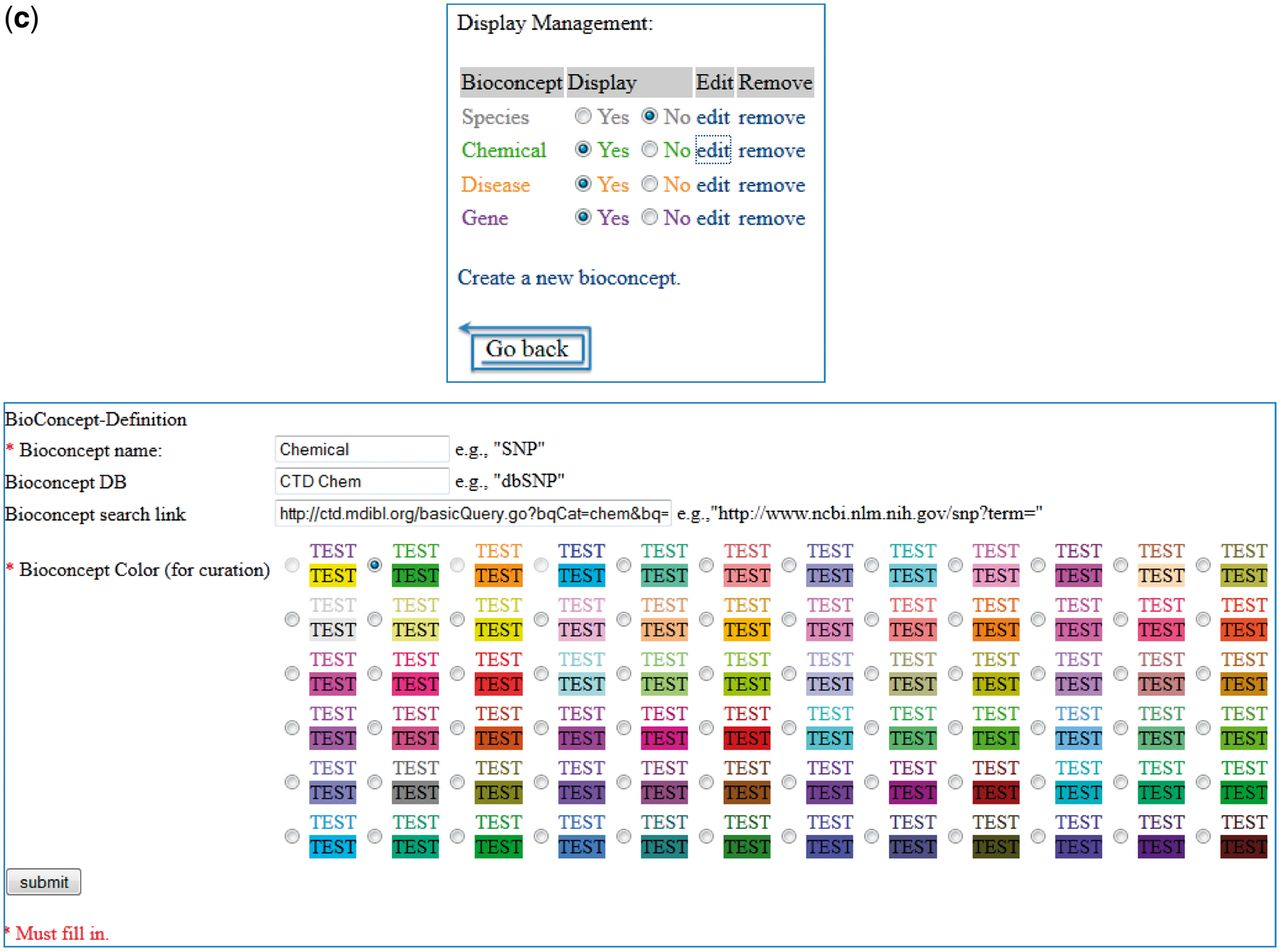 (c)
Display Management:
Bioconcept Display Edit Remove
Species Yes No edit remove
Chemical Yes No edit remove
Disease Yes No edit remove
Gene Yes No edit remove
Create a new bioconcept.
Go back
BioConcept-Definition
* Bioconcept name: Chemical e.g., "SNP"
Bioconcept DB CTD Chem e.g., "dbSNP"
Bioconcept search link http://ctd.mdibl.org/basicQuery.go?bqCat=chem&bq= e.g.,"http://www.ncbi.nlm.nih.gov/snp?term="
TEST TEST TEST TEST TEST TEST TEST TEST TEST TEST TEST TEST
* Bioconcept Color (for curation)
TEST TEST TEST TEST TEST TEST TEST TEST TEST TEST TEST TEST
TEST TEST TEST TEST TEST TEST TEST TEST TEST TEST TEST TEST
TEST TEST TEST TEST TEST TEST TEST TEST TEST TEST TEST TEST
TEST TEST TEST TEST TEST TEST TEST TEST TEST TEST TEST TEST
TEST TEST TEST TEST TEST TEST TEST TEST TEST TEST TEST TEST
TEST TEST TEST TEST TEST TEST TEST TEST TEST TEST TEST TEST
TEST TEST TEST TEST TEST TEST TEST TEST TEST TEST TEST TEST
TEST TEST TEST TEST TEST TEST TEST TEST TEST TEST TEST TEST
TEST TEST TEST TEST TEST TEST TEST TEST TEST TEST TEST TEST
TEST TEST TEST TEST TEST TEST TEST TEST TEST TEST TEST TEST
TEST TEST TEST TEST TEST TEST TEST TEST TEST TEST TEST TEST
submit
* Must fill in.